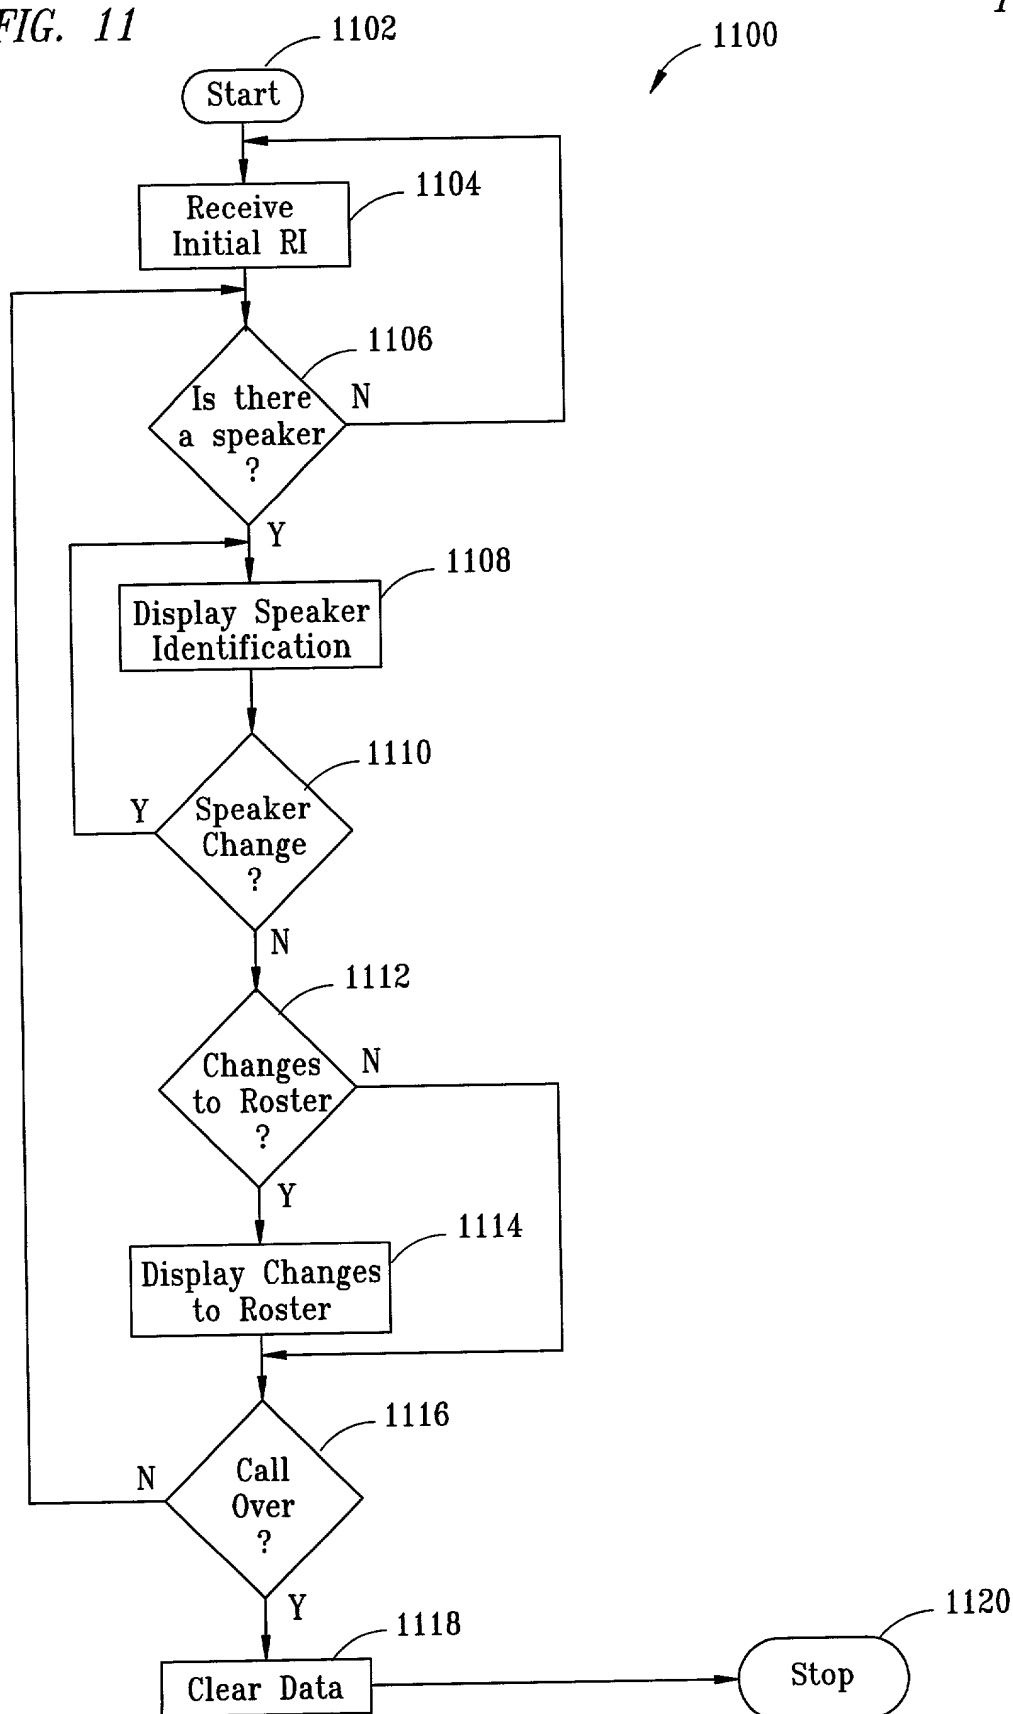 FIG. 11
1102
1100
Start
1104
Receive
Initial RI
1106
Is there
a speaker
?
N
Y
1108
Display Speaker
Identification
1110
Speaker
Change
?
Y
N
1112
Changes
to Roster
?
N
Y
1114
Display Changes
to Roster
1116
Call
Over
?
N
Y
1118
1120
Clear Data
Stop